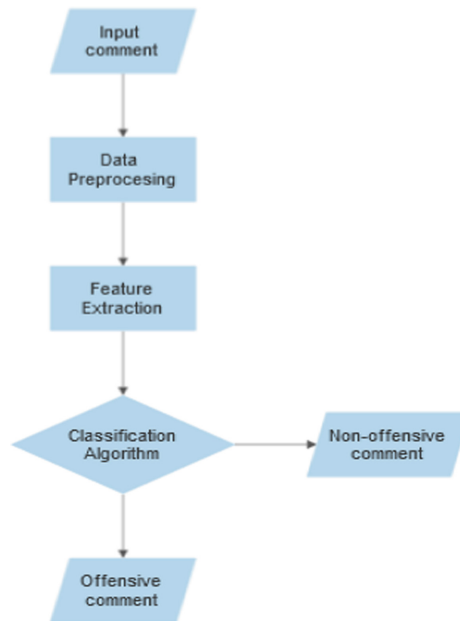 Input
comment
Data
Preprocesing
Feature
Extraction
Classification
Algorithm
Non-offensive
comment
Offensive
comment